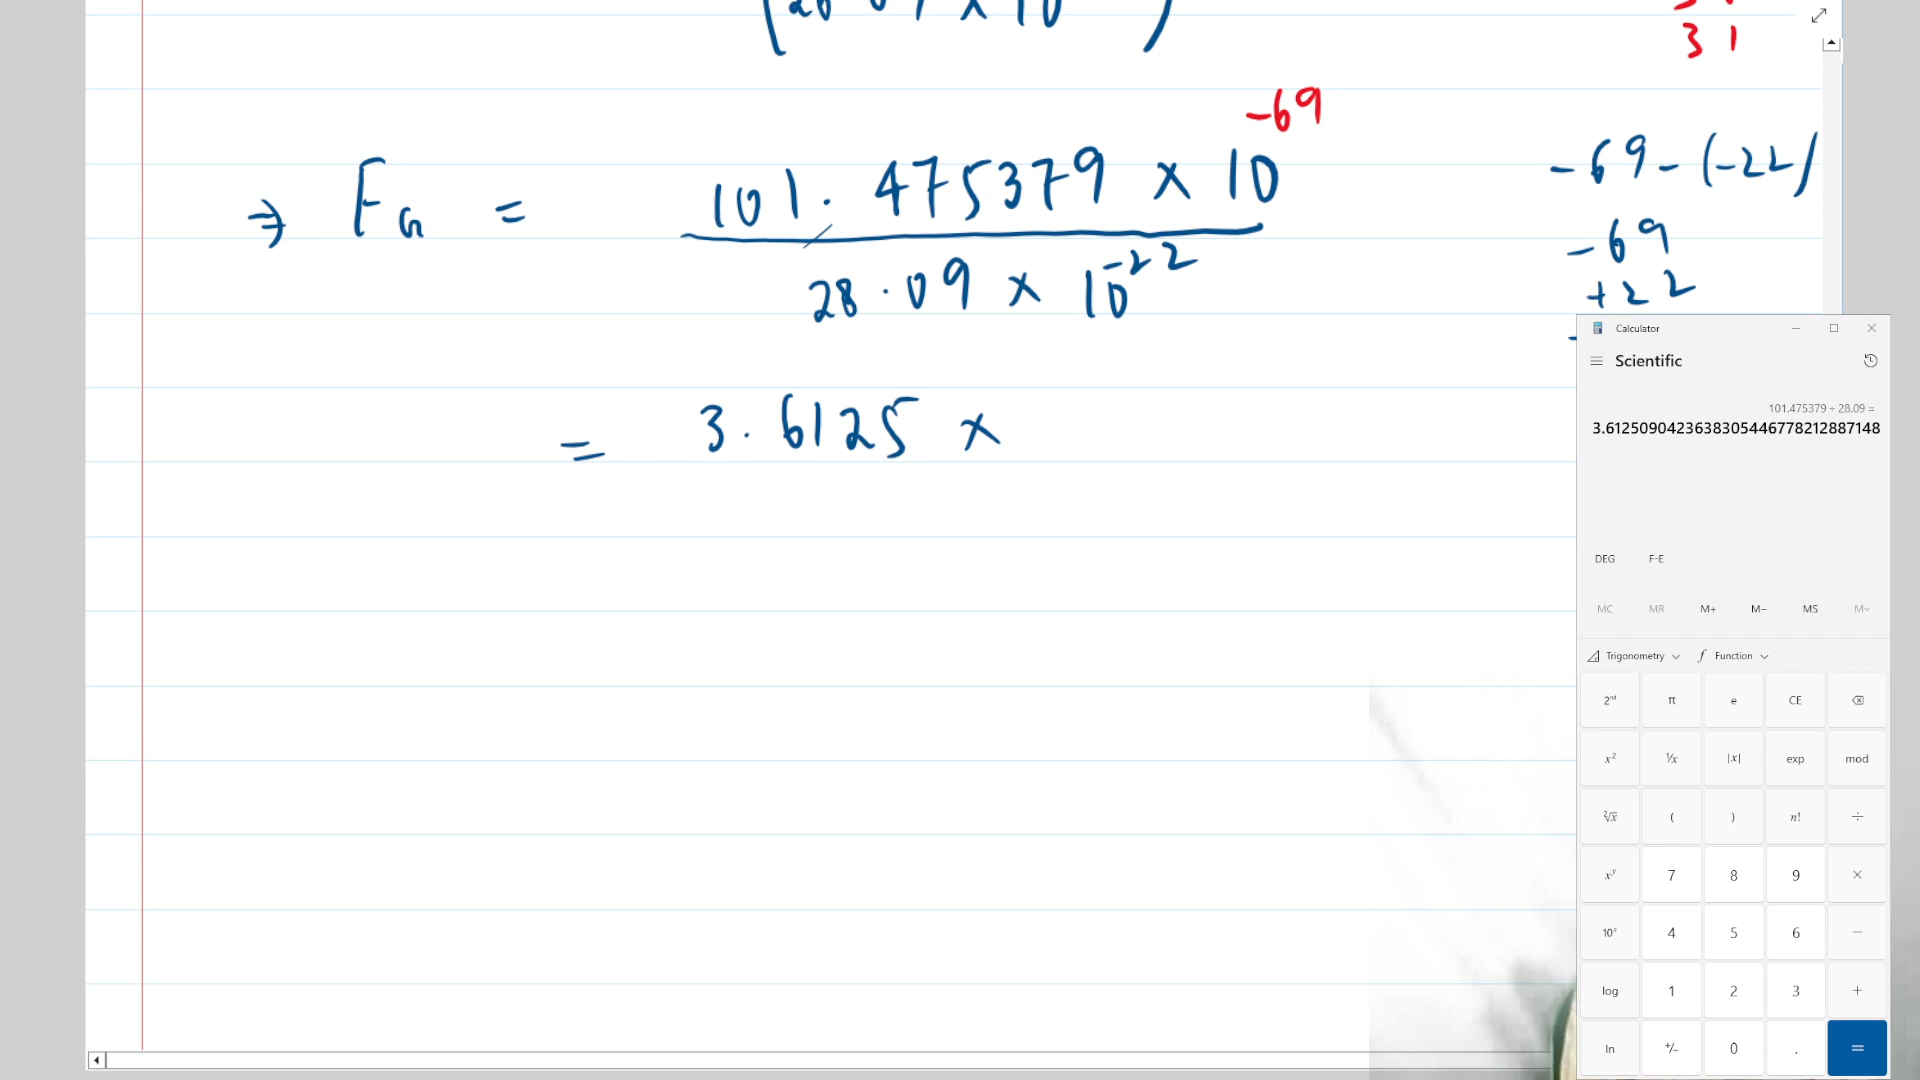 3 1
⇒ F_G = 101.475379 × 10^-69
28.09 × 10^-22
= 3.6125 ×
-69-(-22)
-69
+22
Calculator
Scientific
101.475379 ÷ 28.09 =
3.6125090423638305446778212887148
DEG F-E
MC MR M+ M− MS M˅
Trigonometry Function
2ⁿᵈ π e CE
x² ¹/x |x| exp mod
²√x ( ) n! ÷
xʸ 7 8 9 ×
10ˣ 4 5 6 −
log 1 2 3 +
ln +/− 0 . =